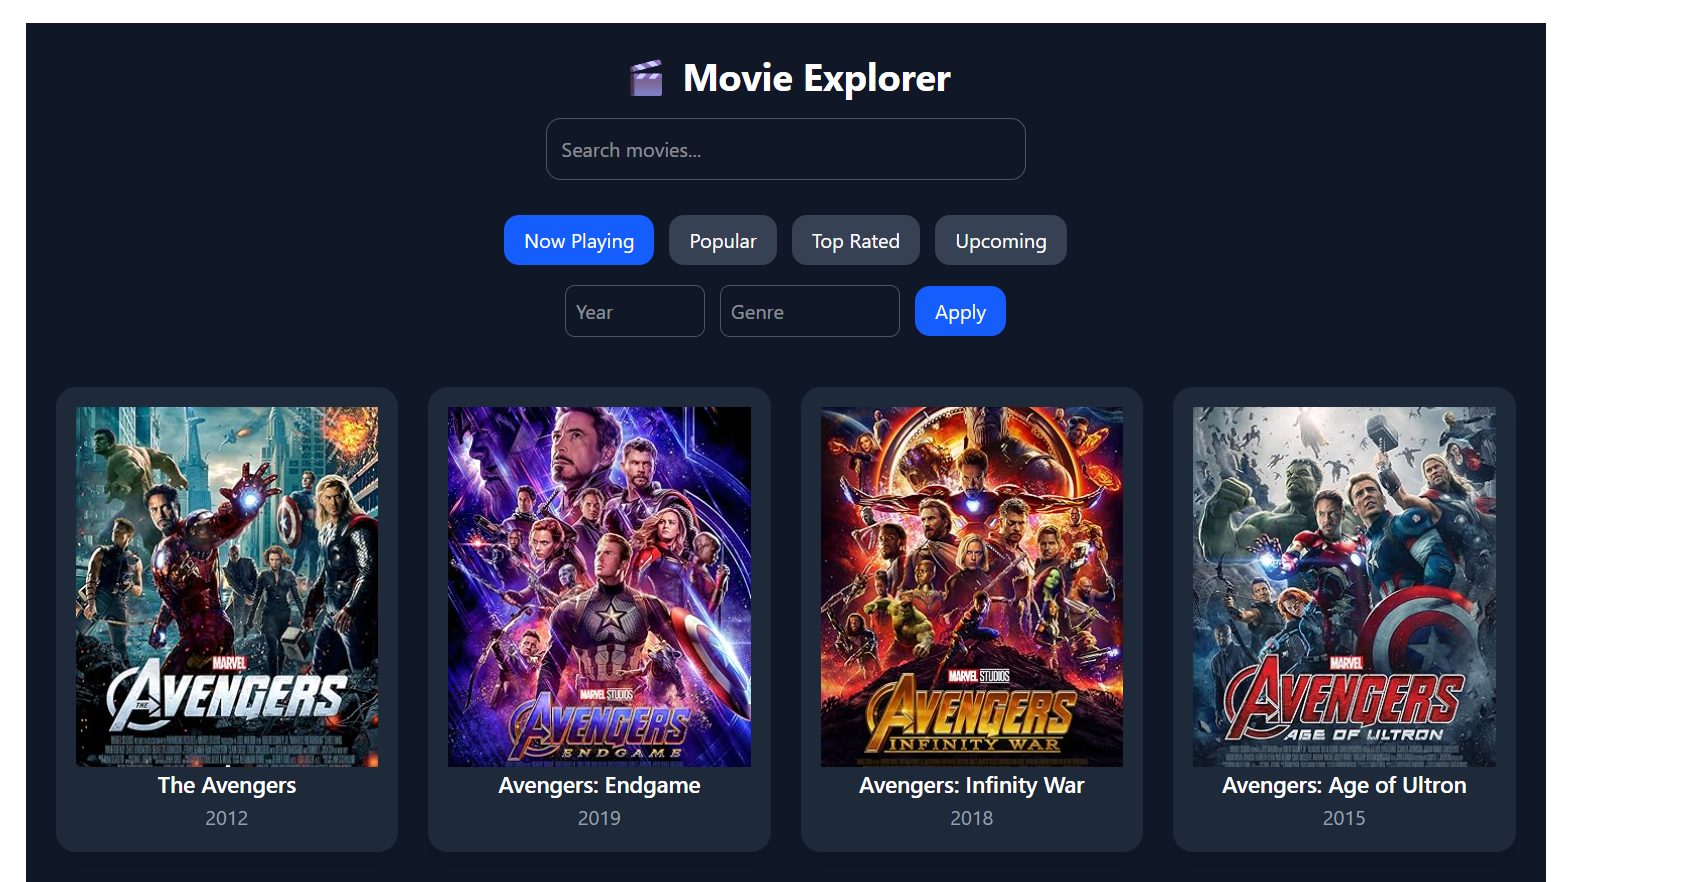 Movie Explorer
Search movies...
Now Playing Popular Top Rated Upcoming
Year Genre Apply
MARVEL
THE AVENGERS
MARVEL STUDIOS
AVENGERS
ENDGAME
MARVEL STUDIOS
AVENGERS
INFINITY WAR
MARVEL
AVENGERS
AGE OF ULTRON
The Avengers Avengers: Endgame Avengers: Infinity War Avengers: Age of Ultron
2012 2019 2018 2015